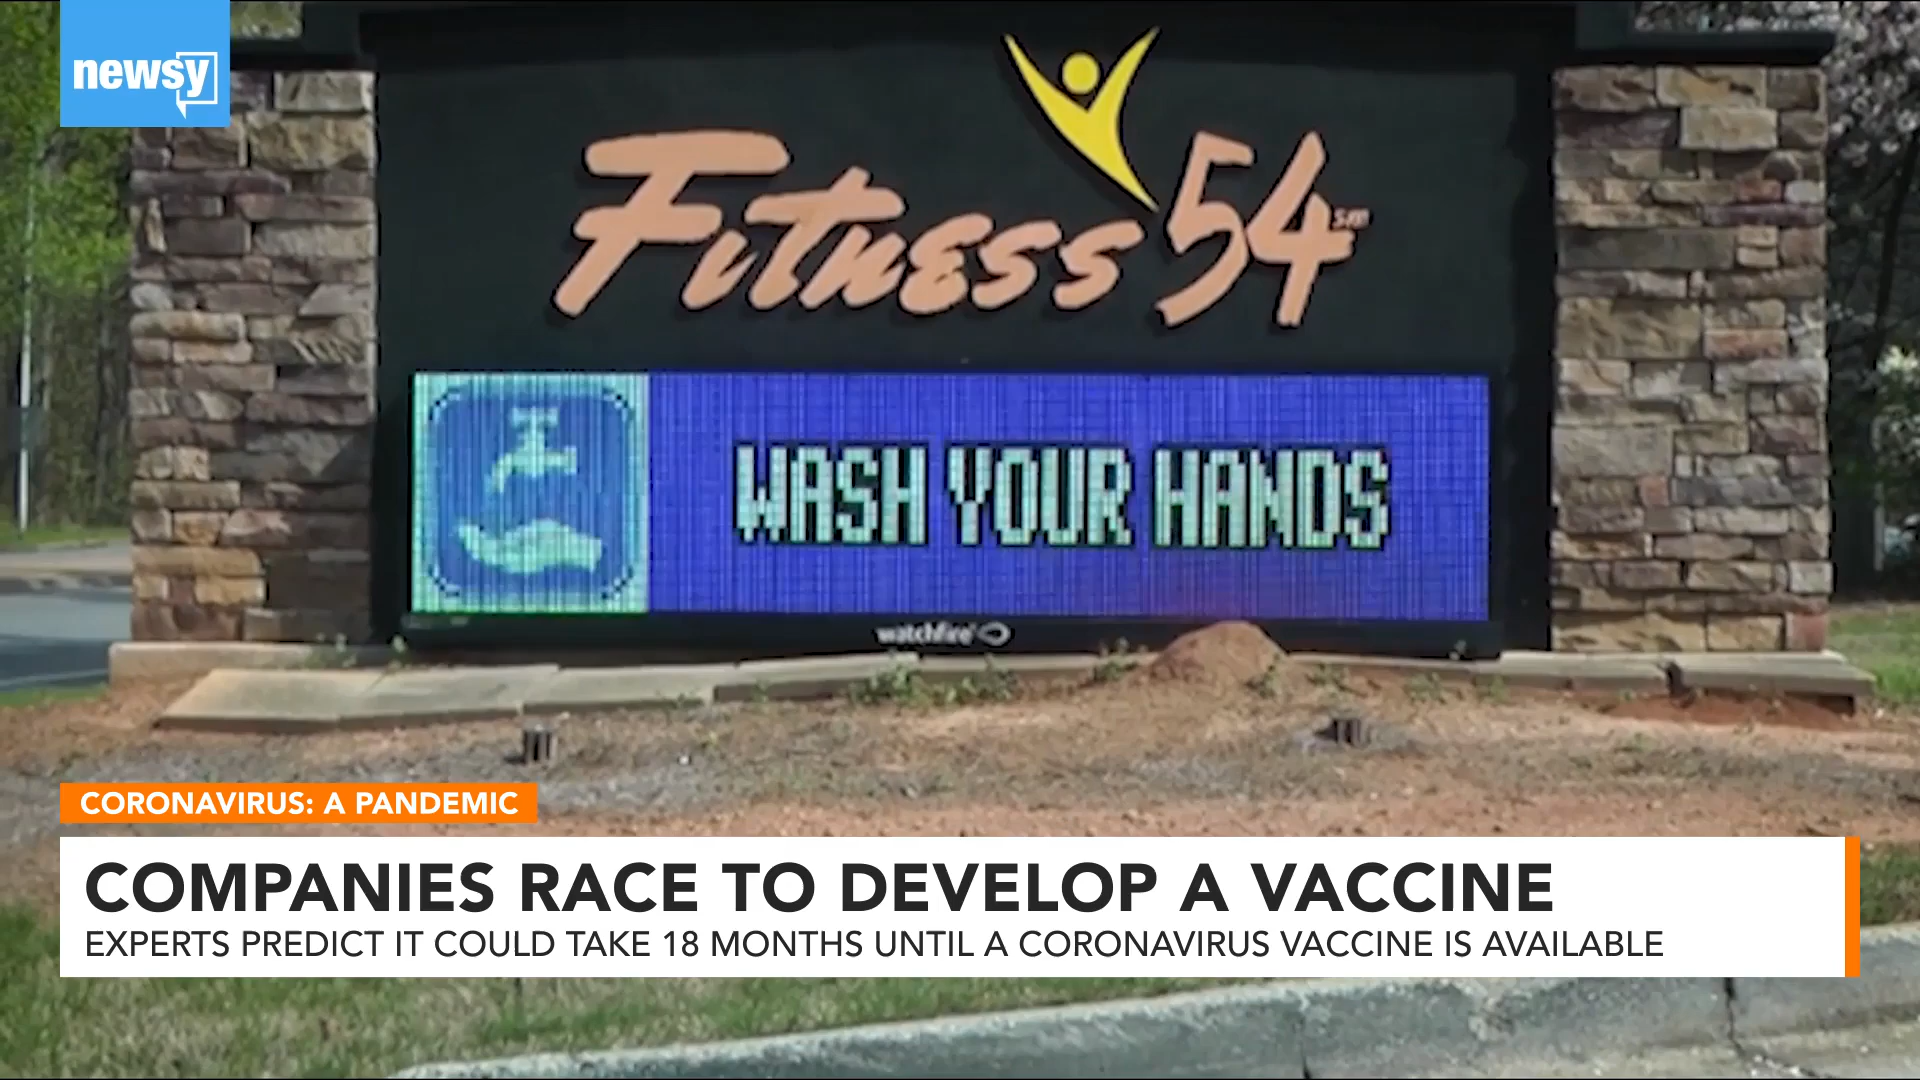 newsy
Fitness 54
SM
WASH YOUR HANDS
watchfire
CORONAVIRUS: A PANDEMIC
COMPANIES RACE TO DEVELOP A VACCINE
EXPERTS PREDICT IT COULD TAKE 18 MONTHS UNTIL A CORONAVIRUS VACCINE IS AVAILABLE